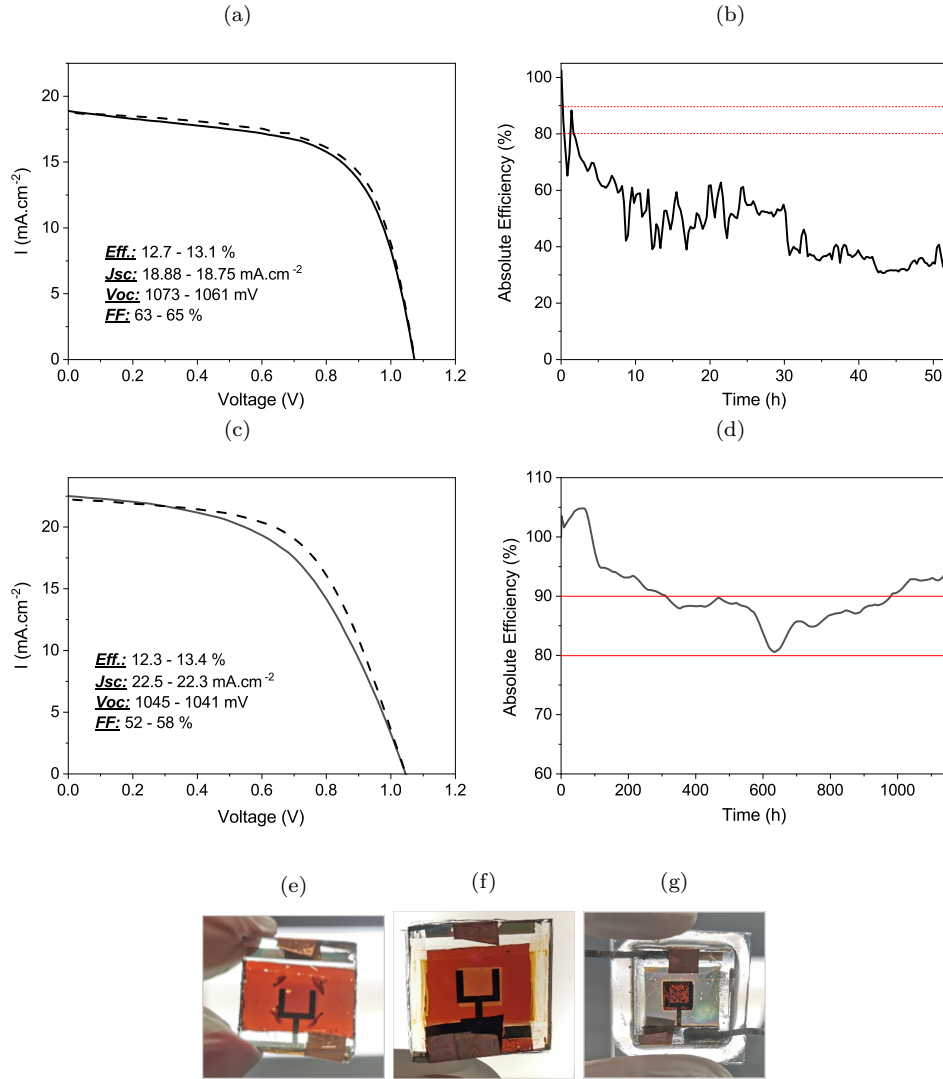 (a)
(b)
I (mA.cm-2)
20
15
10
5
0
0.0 0.2 0.4 0.6 0.8 1.0 1.2
Voltage (V)
Eff.: 12.7 - 13.1 %
Jsc: 18.88 - 18.75 mA.cm-2
Voc: 1073 - 1061 mV
FF: 63 - 65 %
Absolute Efficiency (%)
100
80
60
40
20
0
0 10 20 30 40 50
Time (h)
(c)
(d)
I (mA.cm-2)
20
15
10
5
0
0.0 0.2 0.4 0.6 0.8 1.0 1.2
Voltage (V)
Eff.: 12.3 - 13.4 %
Jsc: 22.5 - 22.3 mA.cm-2
Voc: 1045 - 1041 mV
FF: 52 - 58 %
Absolute Efficiency (%)
110
100
90
80
70
60
0 200 400 600 800 1000
Time (h)
(e)
(f)
(g)